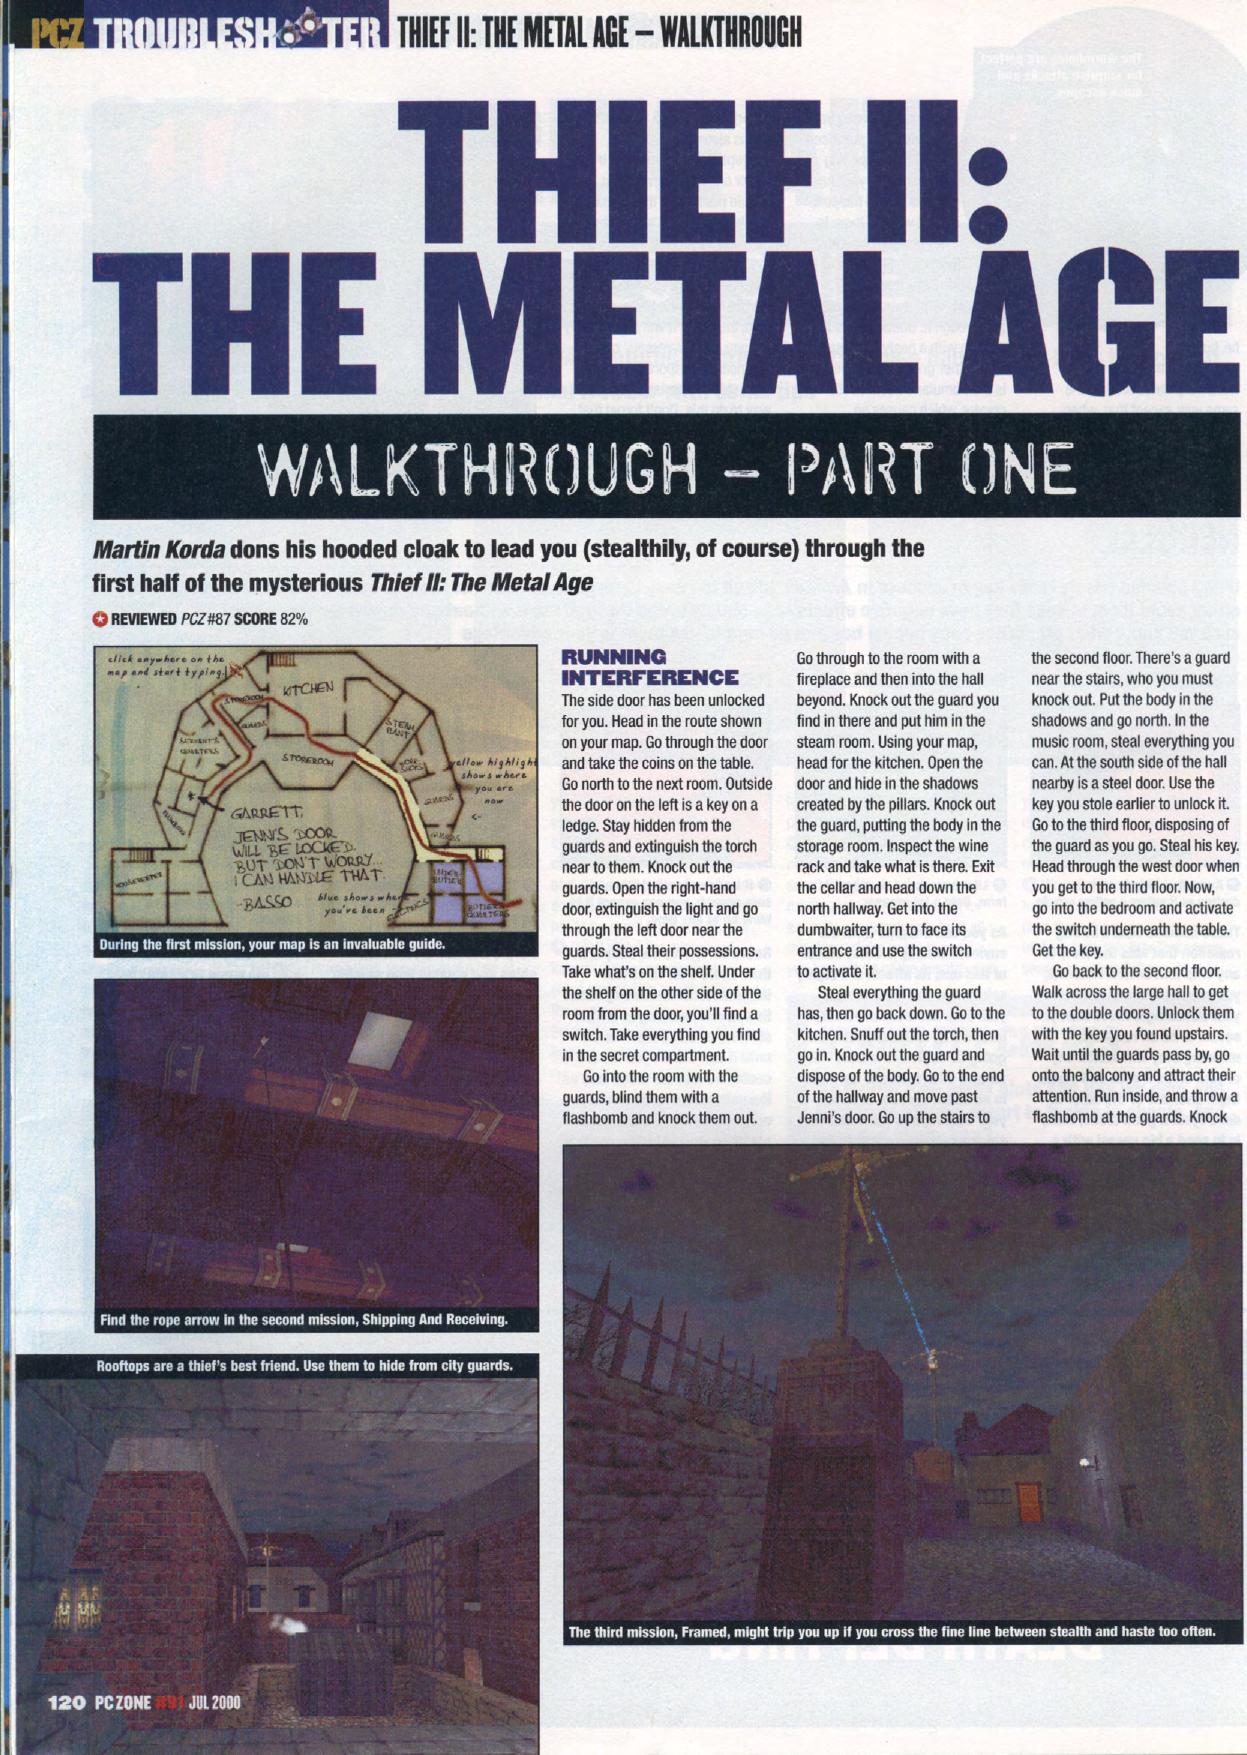 PCZ TROUBLESHOOTER THIEF II: THE METAL AGE – WALKTHROUGH
THIEF II:
THE METAL AGE
WALKTHROUGH – PART ONE
Martin Korda dons his hooded cloak to lead you (stealthily, of course) through the
first half of the mysterious Thief II: The Metal Age
REVIEWED PCZ #87 SCORE 82%
click anywhere on the
map and start typing.
KITCHEN
STOREROOM
GUARDS
STEAM
PLANT
SERVANT'S
QUARTERS
STOREROOM
yellow highlight
shows where
you are
now
<-
GUARDS
GARRETT,
JENNI'S DOOR
WILL BE LOCKED.
BUT DON'T WORRY...
I CAN HANDLE THAT.
-BASSO
HOUSEKEEPER
UNDER
BUTLER
blue shows where
you've been
BUTLER'S
QUARTERS
During the first mission, your map is an invaluable guide.
Find the rope arrow in the second mission, Shipping And Receiving.
Rooftops are a thief's best friend. Use them to hide from city guards.
RUNNING
INTERFERENCE
The side door has been unlocked
for you. Head in the route shown
on your map. Go through the door
and take the coins on the table.
Go north to the next room. Outside
the door on the left is a key on a
ledge. Stay hidden from the
guards and extinguish the torch
near to them. Knock out the
guards. Open the right-hand
door, extinguish the light and go
through the left door near the
guards. Steal their possessions.
Take what's on the shelf. Under
the shelf on the other side of the
room from the door, you'll find a
switch. Take everything you find
in the secret compartment.
Go into the room with the
guards, blind them with a
flashbomb and knock them out.
Go through to the room with a
fireplace and then into the hall
beyond. Knock out the guard you
find in there and put him in the
steam room. Using your map,
head for the kitchen. Open the
door and hide in the shadows
created by the pillars. Knock out
the guard, putting the body in the
storage room. Inspect the wine
rack and take what is there. Exit
the cellar and head down the
north hallway. Get into the
dumbwaiter, turn to face its
entrance and use the switch
to activate it.
Steal everything the guard
has, then go back down. Go to the
kitchen. Snuff out the torch, then
go in. Knock out the guard and
dispose of the body. Go to the end
of the hallway and move past
Jenni's door. Go up the stairs to
the second floor. There's a guard
near the stairs, who you must
knock out. Put the body in the
shadows and go north. In the
music room, steal everything you
can. At the south side of the hall
nearby is a steel door. Use the
key you stole earlier to unlock it.
Go to the third floor, disposing of
the guard as you go. Steal his key.
Head through the west door when
you get to the third floor. Now,
go into the bedroom and activate
the switch underneath the table.
Get the key.
Go back to the second floor.
Walk across the large hall to get
to the double doors. Unlock them
with the key you found upstairs.
Wait until the guards pass by, go
onto the balcony and attract their
attention. Run inside, and throw a
flashbomb at the guards. Knock
The third mission, Framed, might trip you up if you cross the fine line between stealth and haste too often.
120 PC ZONE #91 JUL 2000